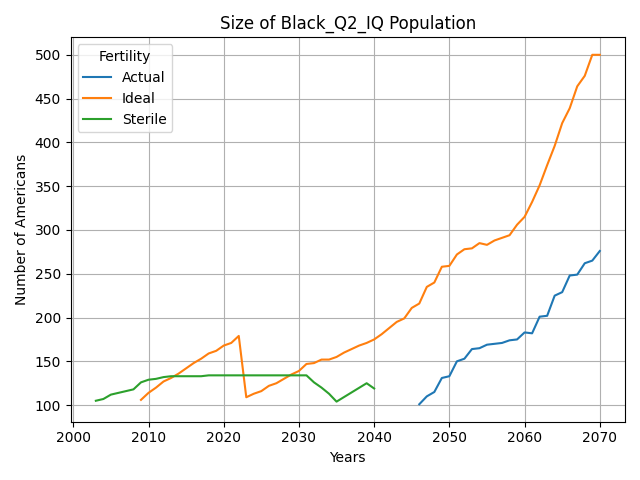 Size of Black_Q2_IQ Population
Fertility
Actual
Ideal
Sterile
Number of Americans
500
450
400
350
300
250
200
150
100
2000 2010 2020 2030 2040 2050 2060 2070
Years